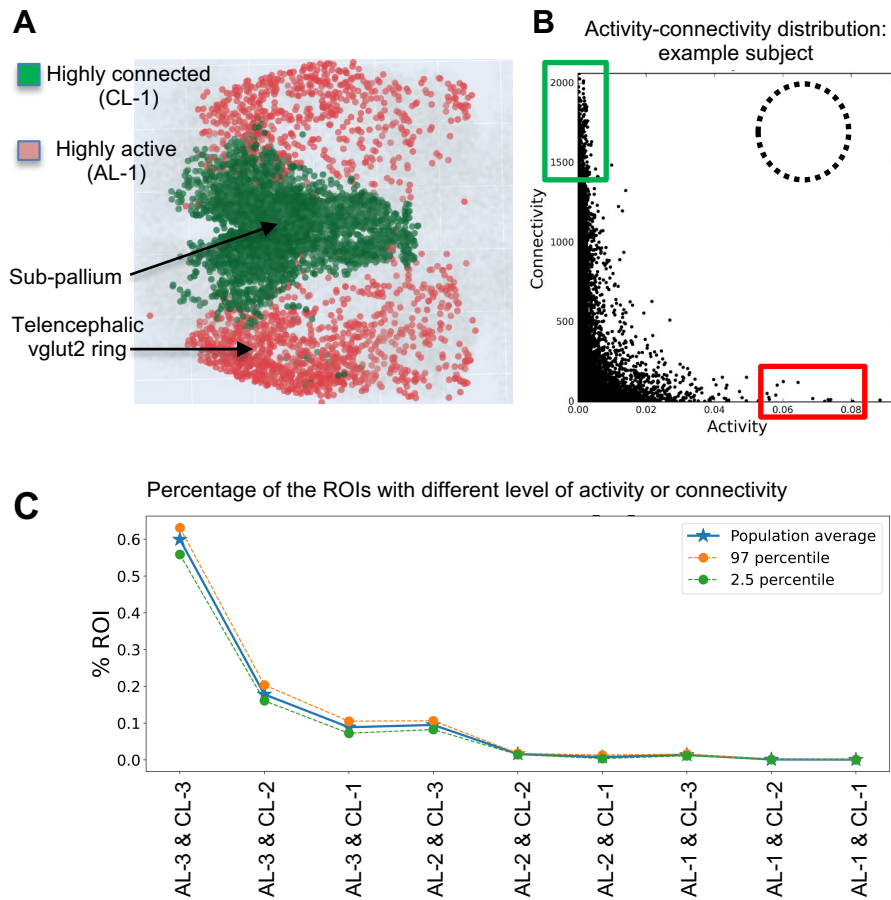 A
Highly connected
(CL-1)
Highly active
(AL-1)
Sub-pallium
Telencephalic
vglut2 ring
B
Activity-connectivity distribution:
example subject
2000
1500
1000
500
0
Connectivity
0.00 0.02 0.04 0.06 0.08
Activity
C
Percentage of the ROIs with different level of activity or connectivity
Population average
97 percentile
2.5 percentile
0.6
0.5
0.4
0.3
0.2
0.1
0.0
% ROI
AL-3 & CL-3
AL-3 & CL-2
AL-3 & CL-1
AL-2 & CL-3
AL-2 & CL-2
AL-2 & CL-1
AL-1 & CL-3
AL-1 & CL-2
AL-1 & CL-1